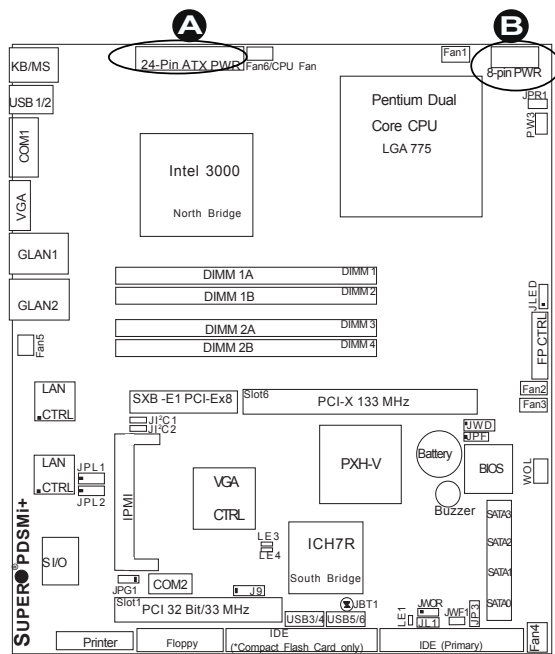 A
B
24-Pin ATX PWR
Fan6/CPU Fan
Fan1
8-pin PWR
KB/MS
USB 1/2
COM1
VGA
GLAN1
GLAN2
Fan5
JPR1
PW3
Pentium Dual
Core CPU
LGA 775
Intel 3000
North Bridge
DIMM 1A
DIMM 1
DIMM 1B
DIMM 2
DIMM 2A
DIMM 3
DIMM 2B
DIMM 4
JLED
FP CTRL
Fan2
Fan3
LAN
CTRL
SXB -E1 PCI-Ex8
Slot6
PCI-X 133 MHz
JI²C1
JI²C2
JWD
JPF
LAN
CTRL
JPL1
JPL2
IPMI
VGA
CTRL
PXH-V
Battery
BIOS
WOL
Buzzer
SATA3
SATA2
SATA1
SATA0
LE3
LE4
ICH7R
South Bridge
S I/O
JPG1
COM2
J9
JBT1
Slot1
PCI 32 Bit/33 MHz
USB3/4
USB5/6
LE1
JWOR
JL1
JWF1
JP3
Fan4
SUPER®PDSMi+
Printer
Floppy
IDE
(*Compact Flash Card only)
IDE (Primary)